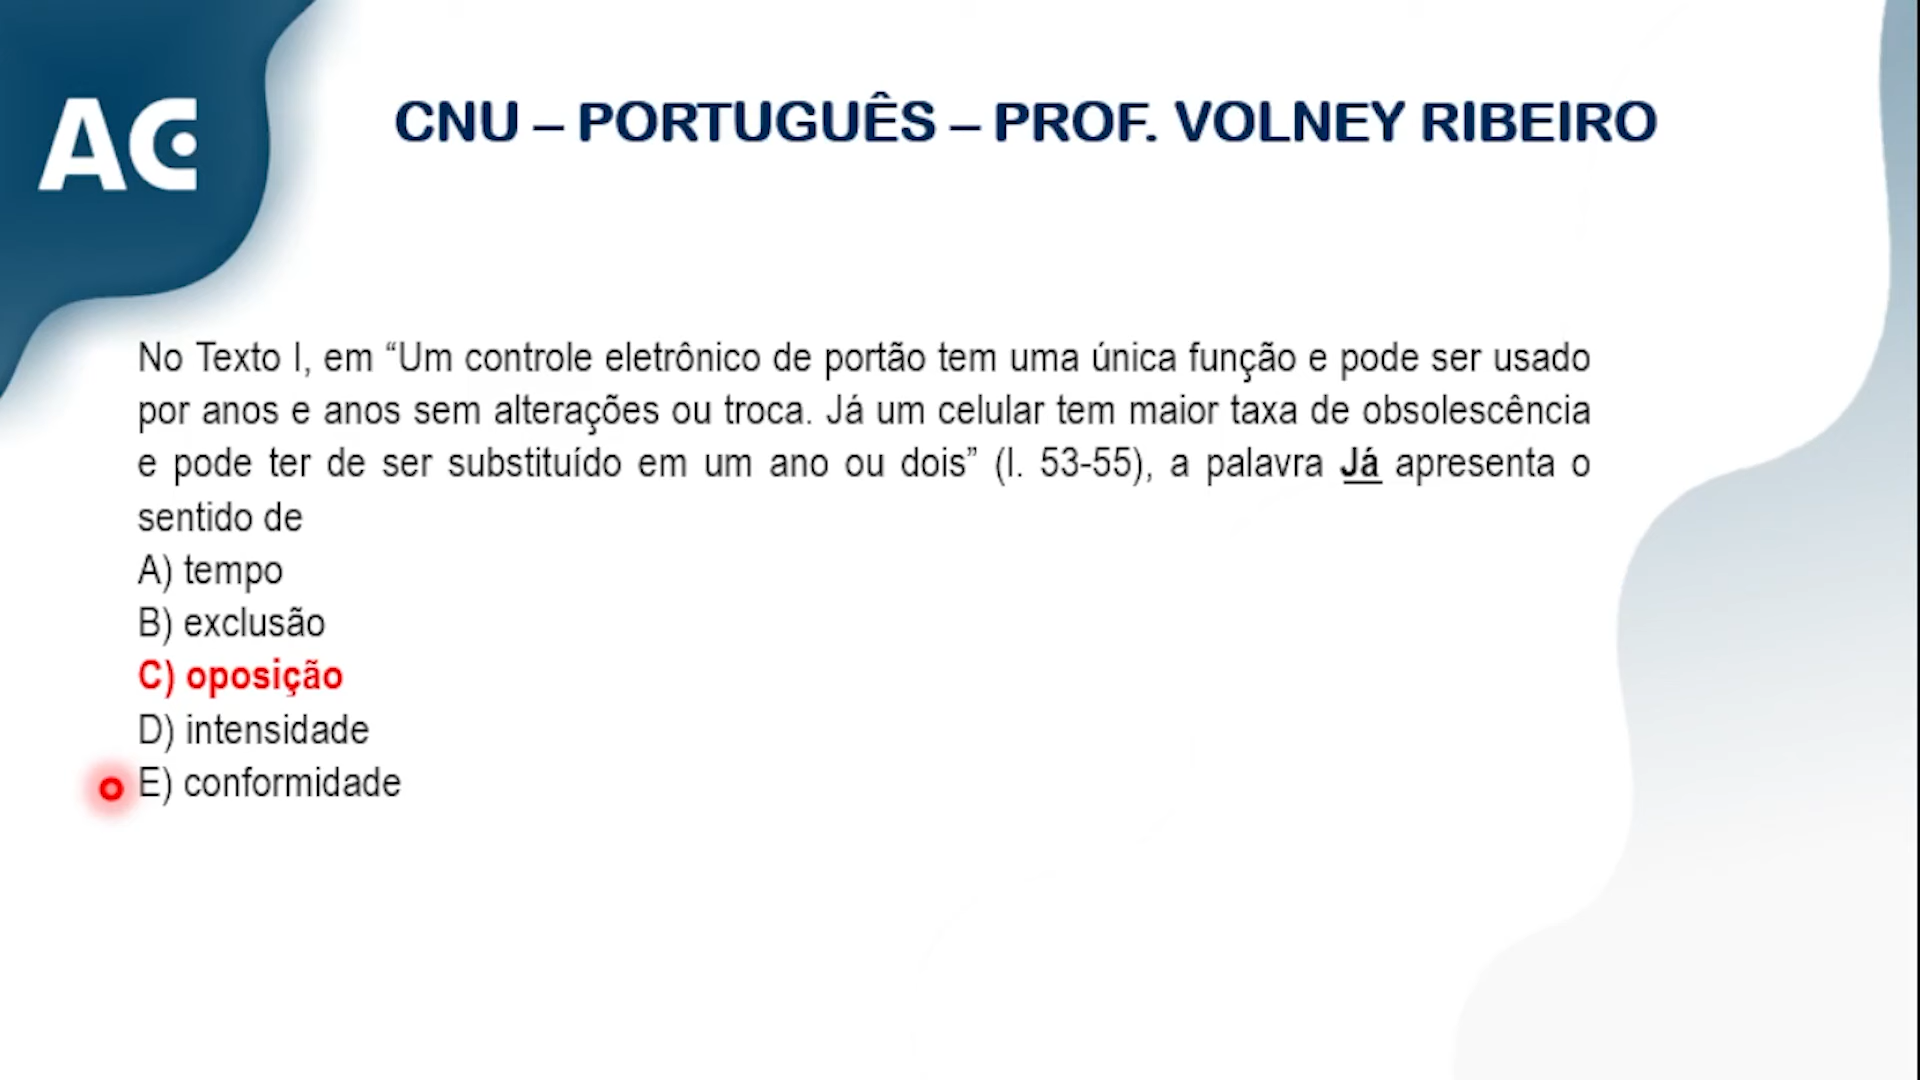 AC
CNU – PORTUGUÊS – PROF. VOLNEY RIBEIRO
No Texto I, em “Um controle eletrônico de portão tem uma única função e pode ser usado
por anos e anos sem alterações ou troca. Já um celular tem maior taxa de obsolescência
e pode ter de ser substituído em um ano ou dois” (l. 53-55), a palavra Já apresenta o
sentido de
A) tempo
B) exclusão
C) oposição
D) intensidade
E) conformidade